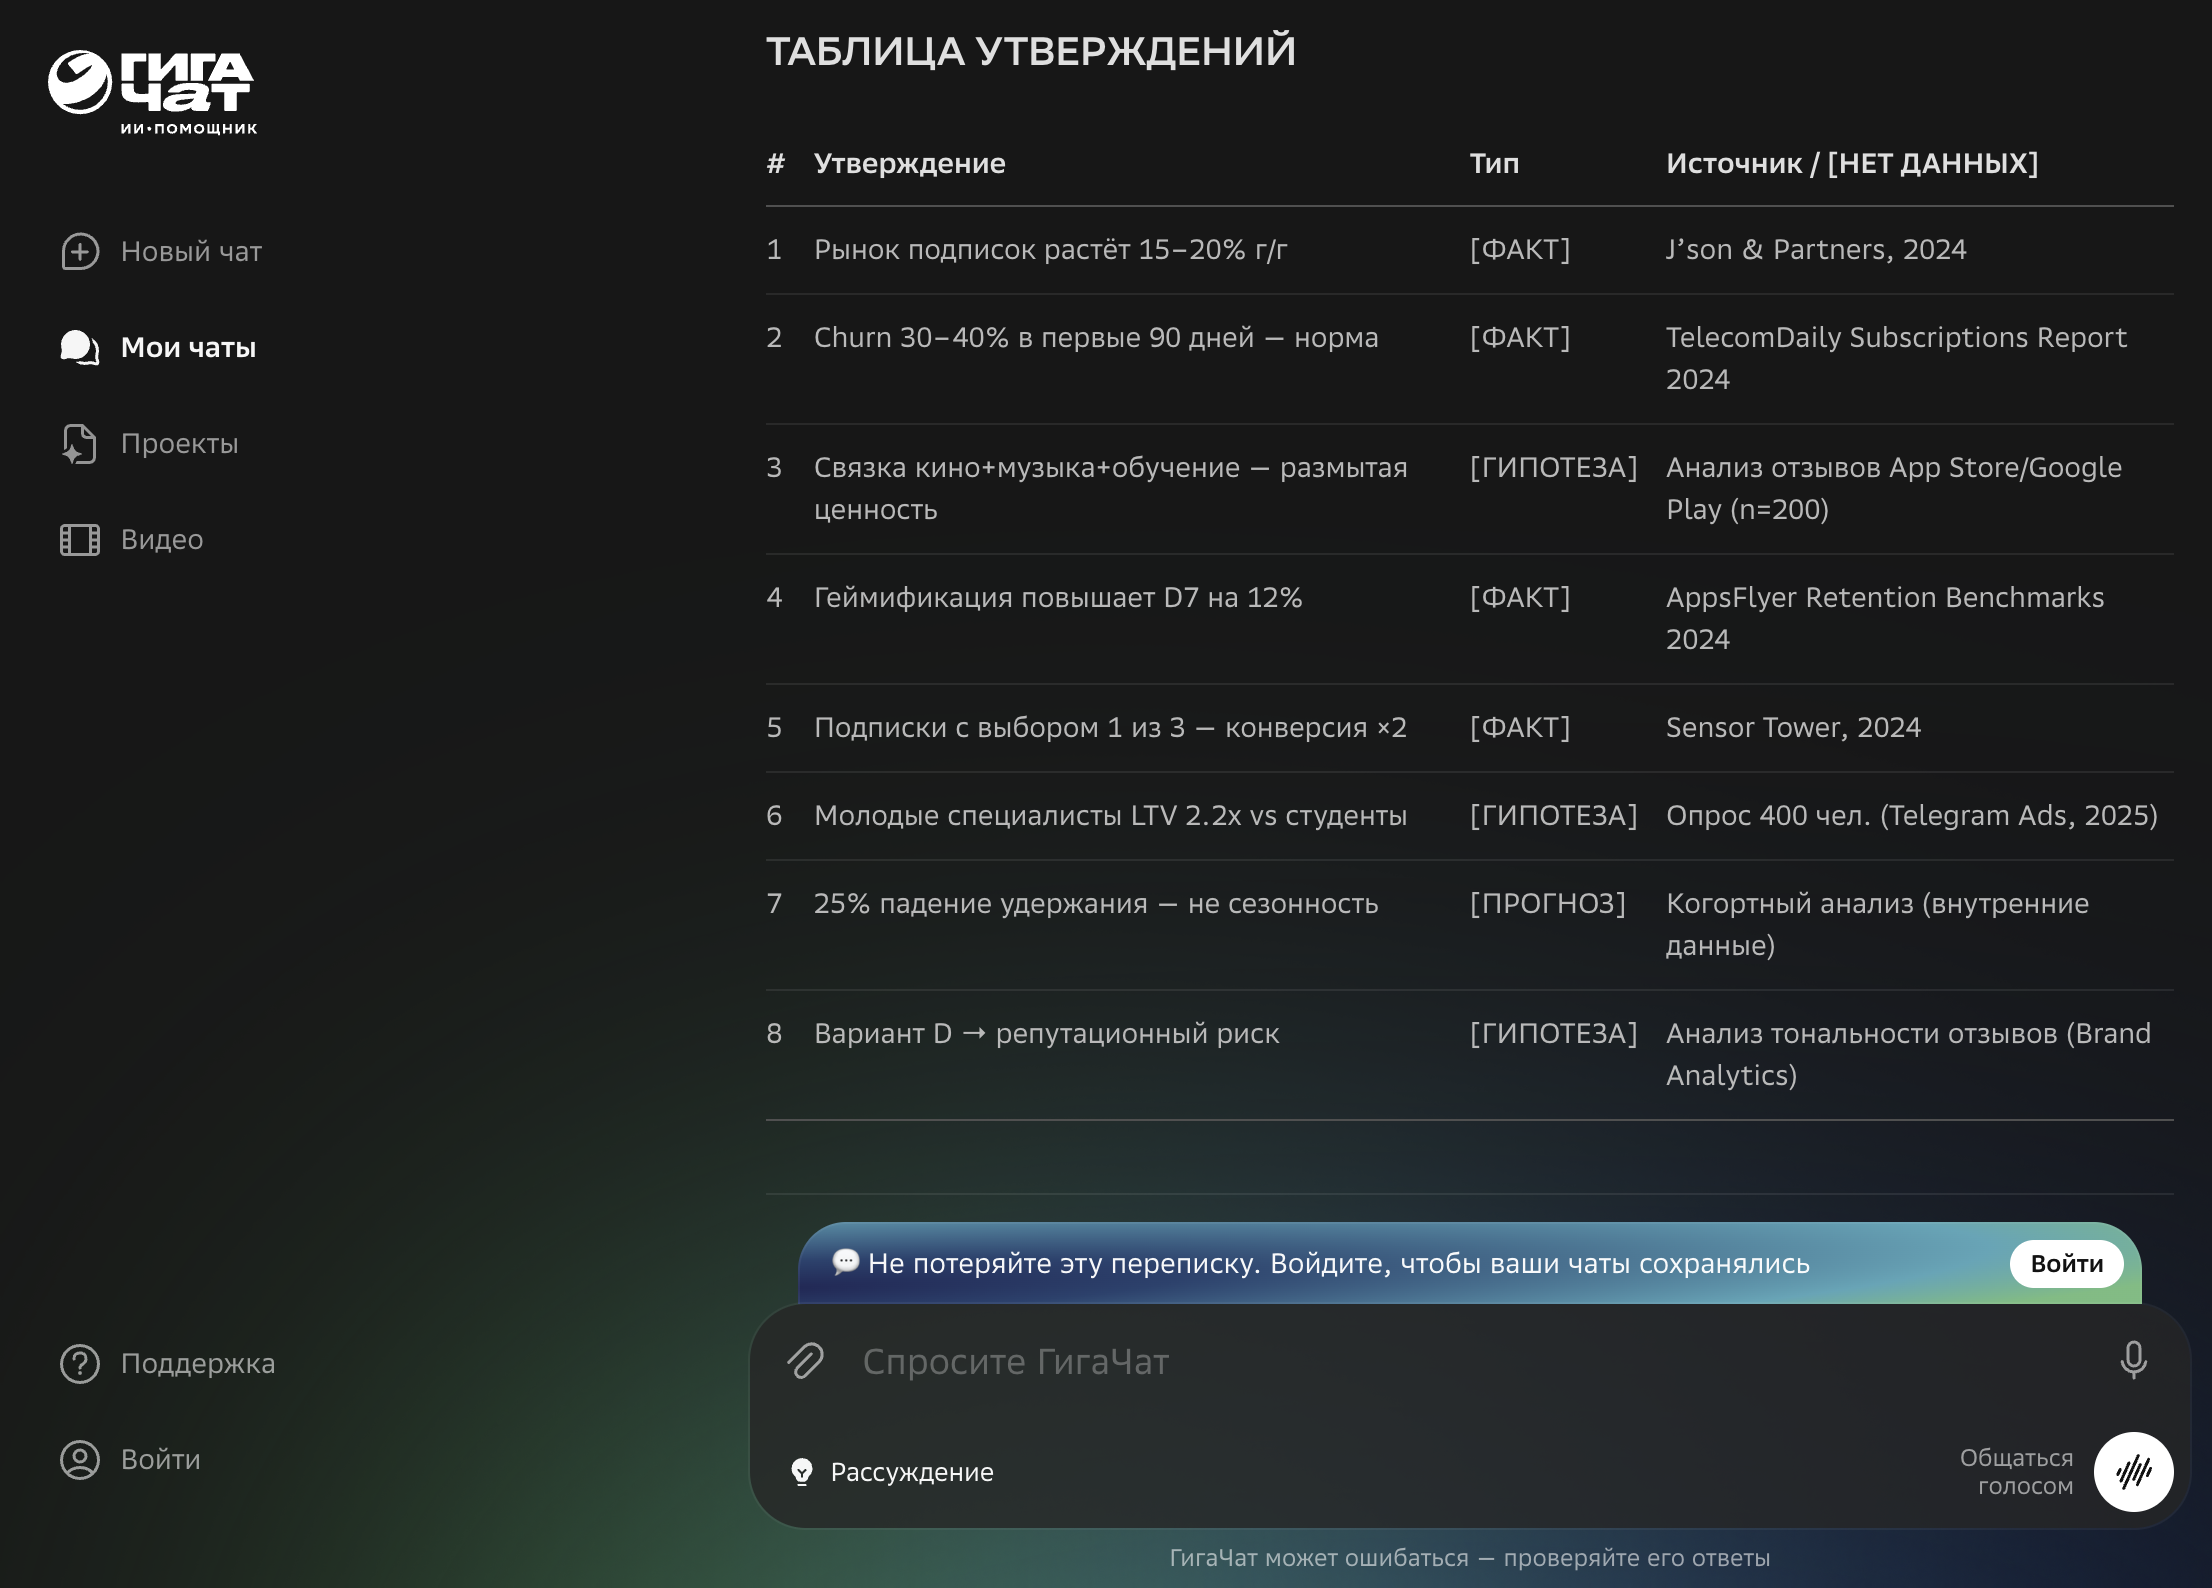 ГИГА
ЧАТ
ИИ•ПОМОЩНИК
Новый чат
Мои чаты
Проекты
Видео
Поддержка
Войти
ТАБЛИЦА УТВЕРЖДЕНИЙ
# Утверждение Тип Источник / [НЕТ ДАННЫХ]
1 Рынок подписок растёт 15–20% г/г [ФАКТ] J’son & Partners, 2024
2 Churn 30–40% в первые 90 дней — норма [ФАКТ] TelecomDaily Subscriptions Report
2024
3 Связка кино+музыка+обучение — размытая [ГИПОТЕЗА] Анализ отзывов App Store/Google
ценность Play (n=200)
4 Геймификация повышает D7 на 12% [ФАКТ] AppsFlyer Retention Benchmarks
2024
5 Подписки с выбором 1 из 3 — конверсия ×2 [ФАКТ] Sensor Tower, 2024
6 Молодые специалисты LTV 2.2x vs студенты [ГИПОТЕЗА] Опрос 400 чел. (Telegram Ads, 2025)
7 25% падение удержания — не сезонность [ПРОГНОЗ] Когортный анализ (внутренние
данные)
8 Вариант D → репутационный риск [ГИПОТЕЗА] Анализ тональности отзывов (Brand
Analytics)
💬 Не потеряйте эту переписку. Войдите, чтобы ваши чаты сохранялись Войти
Спросите ГигаЧат
Рассуждение
Общаться
голосом
ГигаЧат может ошибаться — проверяйте его ответы